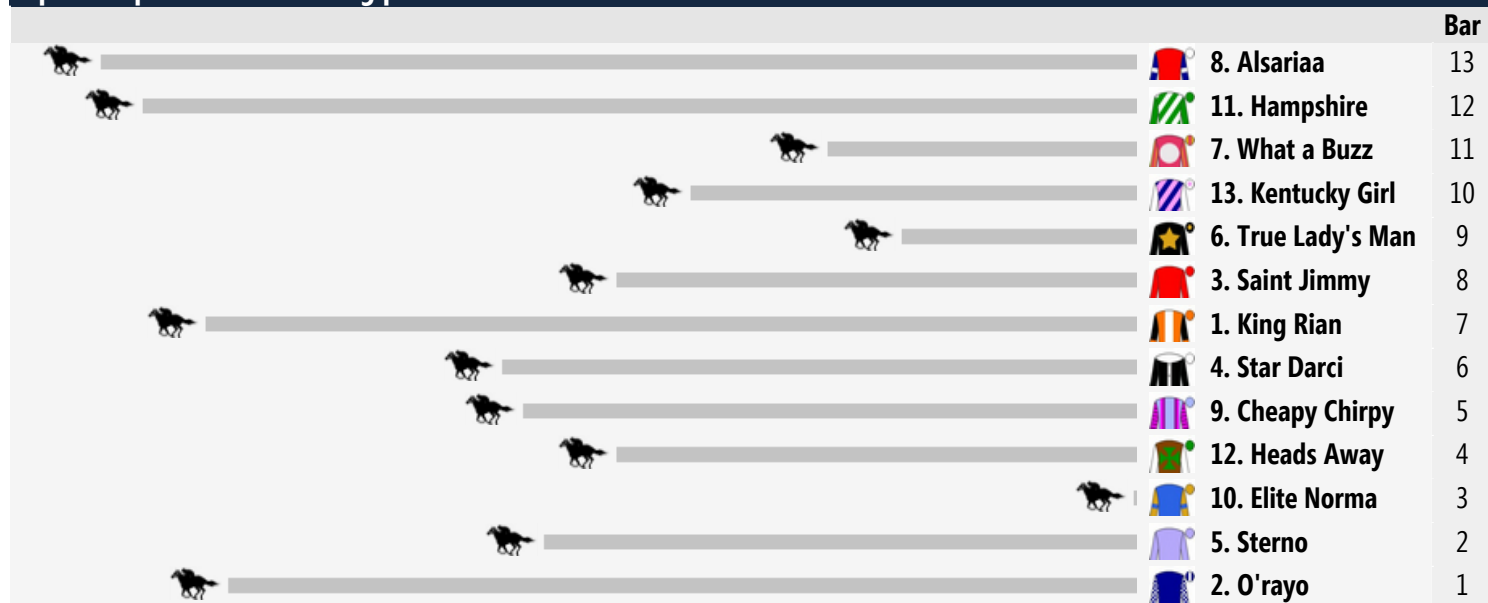 Bar
8. Alsariaa 13
11. Hampshire 12
7. What a Buzz 11
13. Kentucky Girl 10
6. True Lady's Man 9
3. Saint Jimmy 8
1. King Rian 7
4. Star Darci 6
9. Cheapy Chirpy 5
12. Heads Away 4
10. Elite Norma 3
5. Sterno 2
2. O'rayo 1